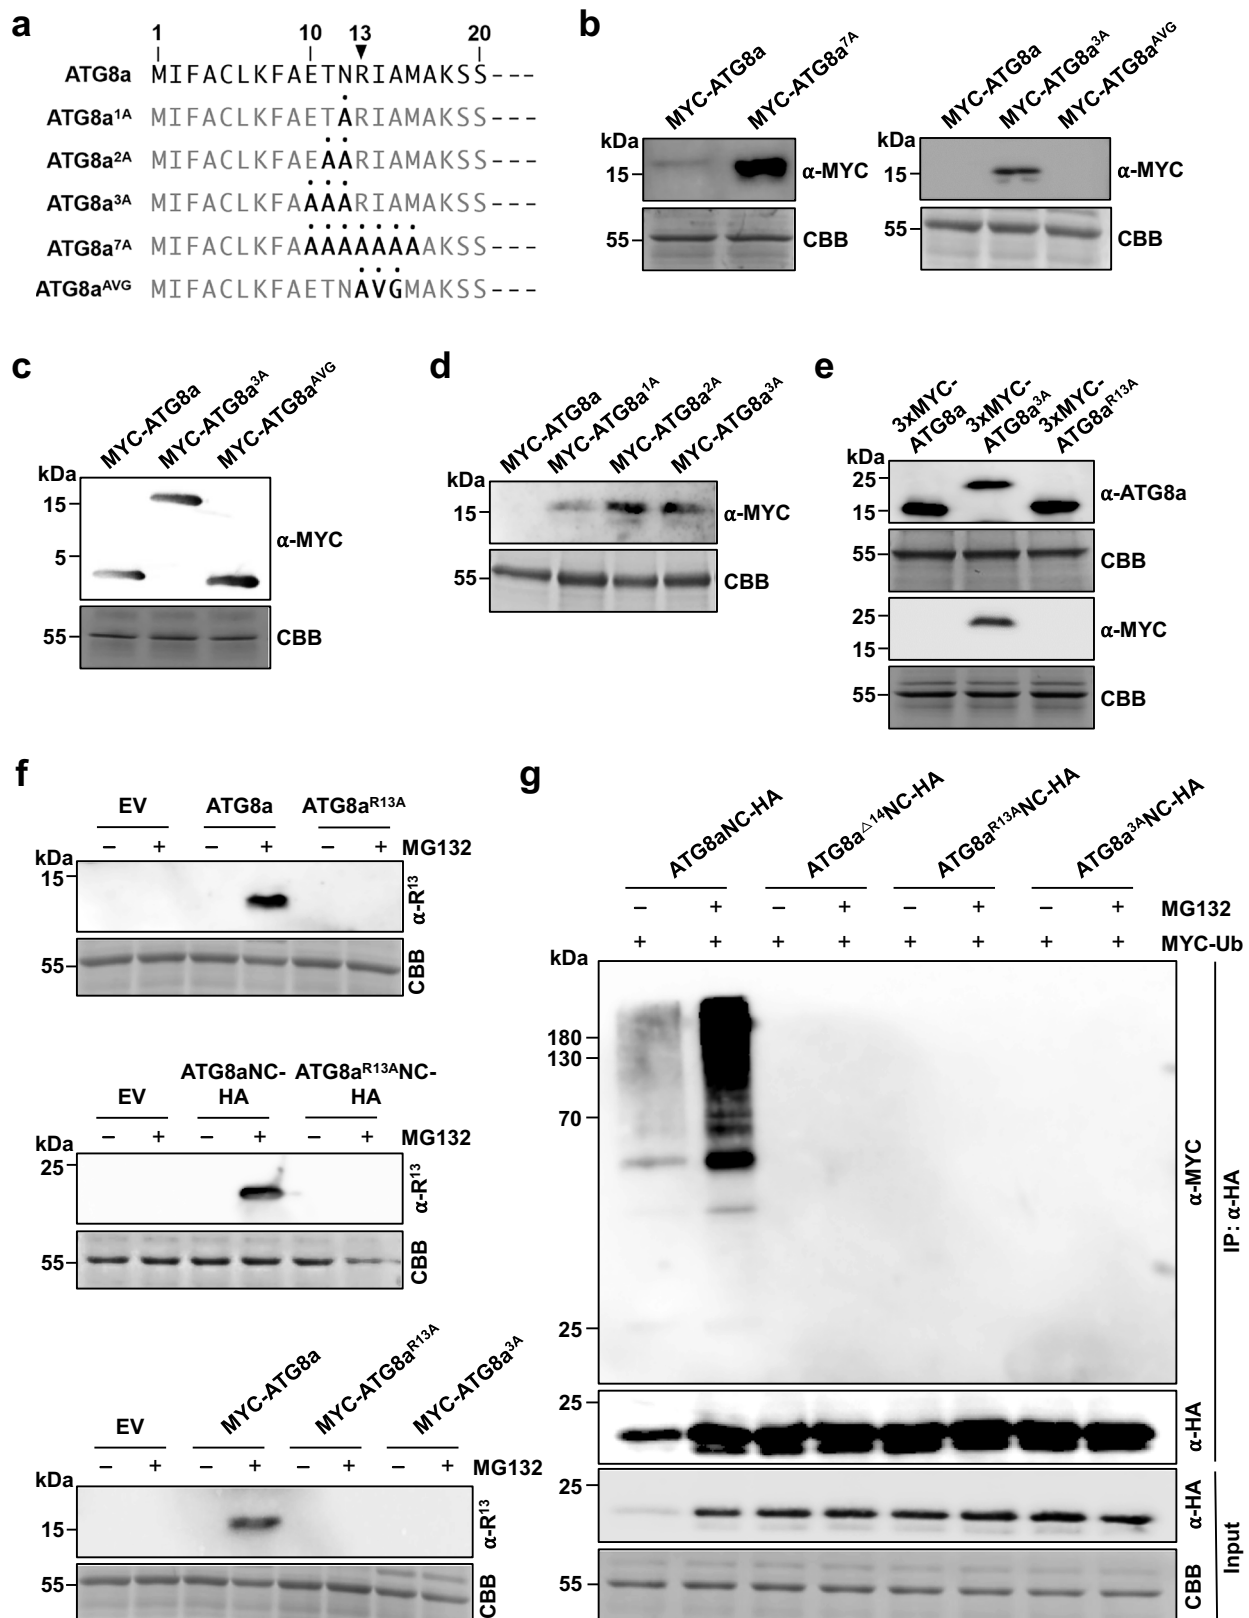 a
1 10 13 20
ATG8a MIFACLKFAETNRIAMAKSS---
ATG8a1A MIFACLKFAETARIAMAKSS---
ATG8a2A MIFACLKFAEAARIAMAKSS---
ATG8a3A MIFACLKFAAAARIAMAKSS---
ATG8a7A MIFACLKFAAAAAAAAAKSS---
ATG8aAVG MIFACLKFAETNAVGMAKSS---
b
MYC-ATG8a MYC-ATG8a7A
kDa
15 α-MYC
55 CBB
MYC-ATG8a MYC-ATG8a3A MYC-ATG8aAVG
kDa
15 α-MYC
55 CBB
c
MYC-ATG8a MYC-ATG8a3A MYC-ATG8aAVG
kDa
15
α-MYC
5
55 CBB
d
MYC-ATG8a MYC-ATG8a1A MYC-ATG8a2A MYC-ATG8a3A
kDa
15 α-MYC
55 CBB
e
3xMYC-ATG8a 3xMYC-ATG8a3A 3xMYC-ATG8aR13A
kDa
25
α-ATG8a
15
55 CBB
25
α-MYC
15
55 CBB
f
EV ATG8a ATG8aR13A
– + – + – + MG132
kDa
15
α-R13
55 CBB
EV ATG8aNC-HA ATG8aR13ANC-HA
– + – + – + MG132
kDa
25
α-R13
55 CBB
EV MYC-ATG8a MYC-ATG8aR13A MYC-ATG8a3A
– + – + – + – + MG132
kDa
15 α-R13
55 CBB
g
ATG8aNC-HA ATG8a△14NC-HA ATG8aR13ANC-HA ATG8a3ANC-HA
– + – + – + – + MG132
+ + + + + + + + MYC-Ub
kDa
180
130
70
α-MYC
IP: α-HA
25
25
α-HA
25
α-HA
Input
55 CBB